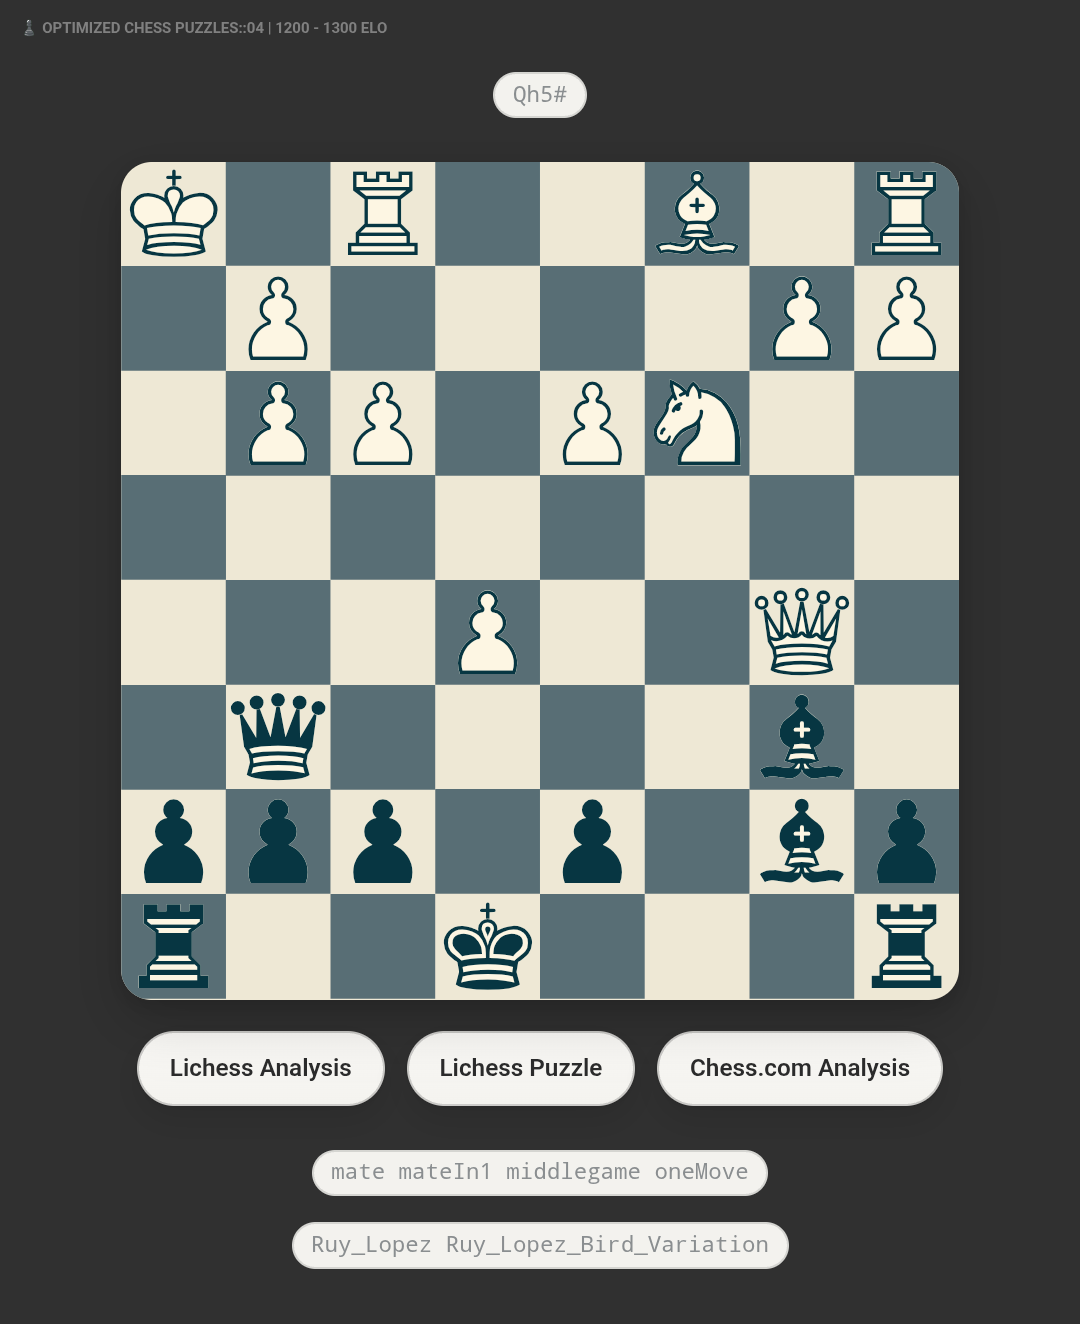 ♟ OPTIMIZED CHESS PUZZLES::04 | 1200 - 1300 ELO
Qh5#
Lichess Analysis
Lichess Puzzle
Chess.com Analysis
mate mateIn1 middlegame oneMove
Ruy_Lopez Ruy_Lopez_Bird_Variation